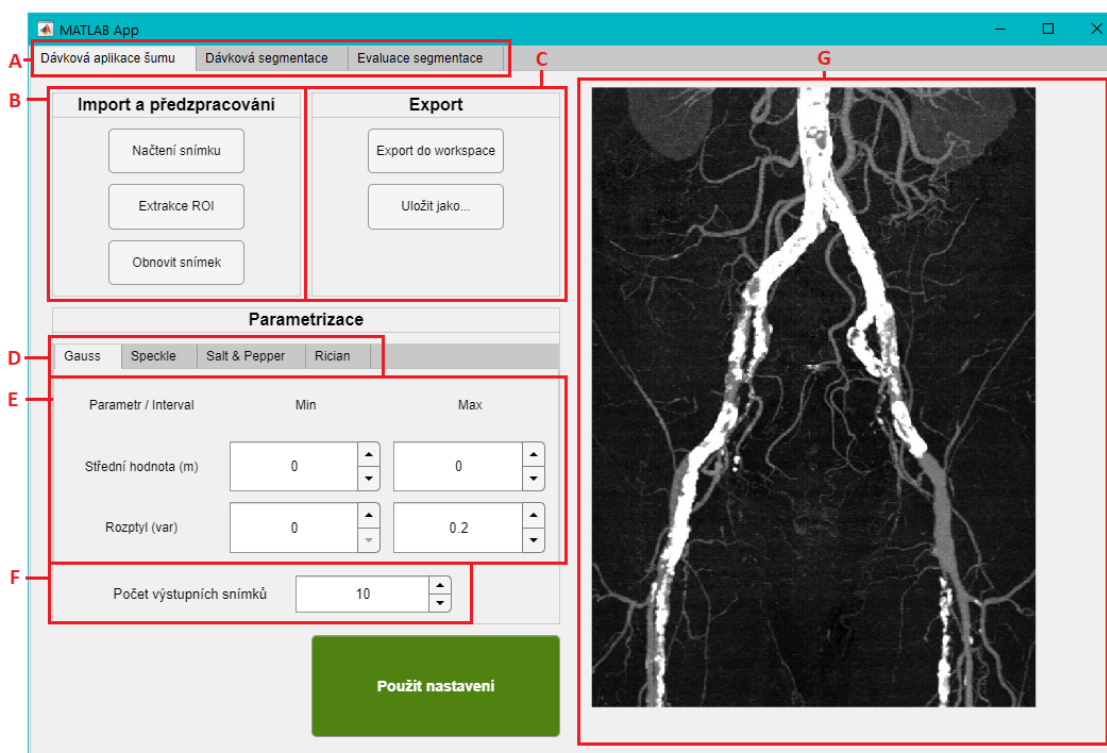 MATLAB App
A
Dávková aplikace šumu Dávková segmentace Evaluace segmentace
C
G
B
Import a předzpracování
Načtení snímku
Extrakce ROI
Obnovit snímek
Export
Export do workspace
Uložit jako...
Parametrizace
D
Gauss Speckle Salt & Pepper Rician
E
Parametr / Interval Min Max
Střední hodnota (m) 0 0
Rozptyl (var) 0 0.2
F
Počet výstupních snímků 10
Použít nastavení